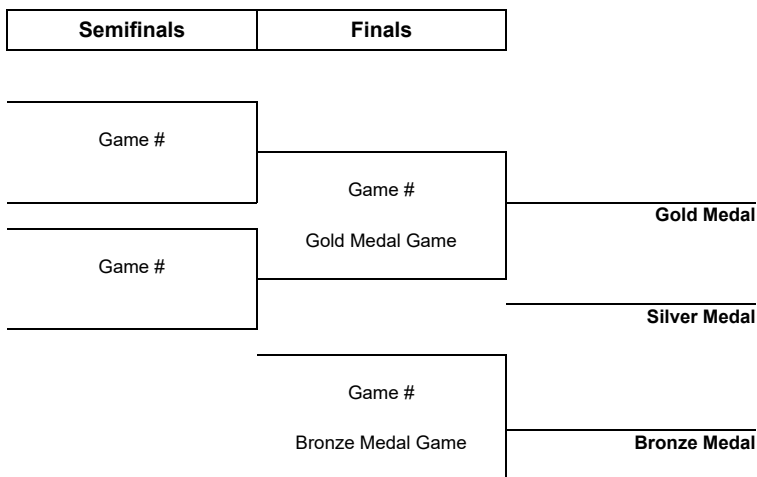 Semifinals Finals
Game #
Game #
Gold Medal
Gold Medal Game
Game #
Silver Medal
Game #
Bronze Medal Game Bronze Medal